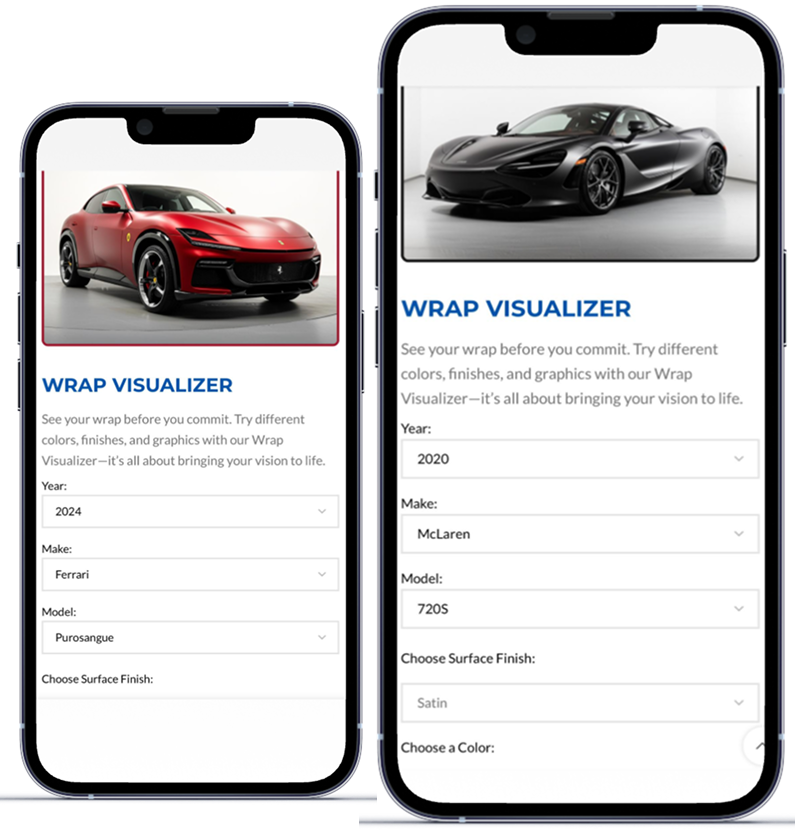 WRAP VISUALIZER
See your wrap before you commit. Try different
colors, finishes, and graphics with our Wrap
Visualizer—it's all about bringing your vision to life.
Year:
2024
Make:
Ferrari
Model:
Purosangue
Choose Surface Finish:
WRAP VISUALIZER
See your wrap before you commit. Try different
colors, finishes, and graphics with our Wrap
Visualizer—it's all about bringing your vision to life.
Year:
2020
Make:
McLaren
Model:
720S
Choose Surface Finish:
Satin
Choose a Color: